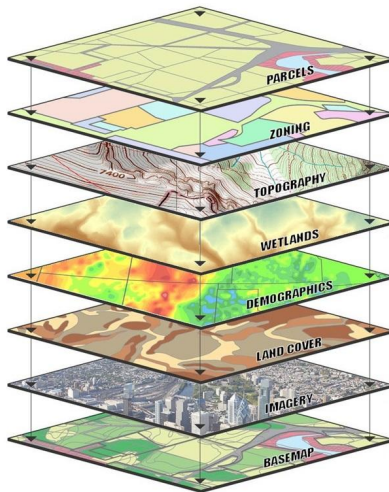 PARCELS
ZONING
7400
TOPOGRAPHY
WETLANDS
DEMOGRAPHICS
LAND COVER
IMAGERY
BASEMAP